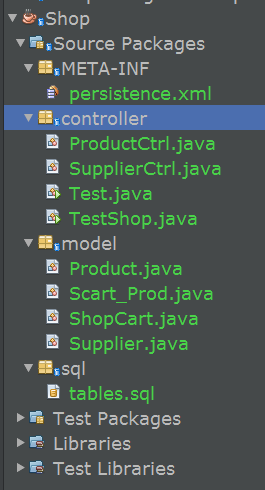 Shop
Source Packages
META-INF
persistence.xml
controller
ProductCtrl.java
SupplierCtrl.java
Test.java
TestShop.java
model
Product.java
Scart_Prod.java
ShopCart.java
Supplier.java
sql
tables.sql
Test Packages
Libraries
Test Libraries